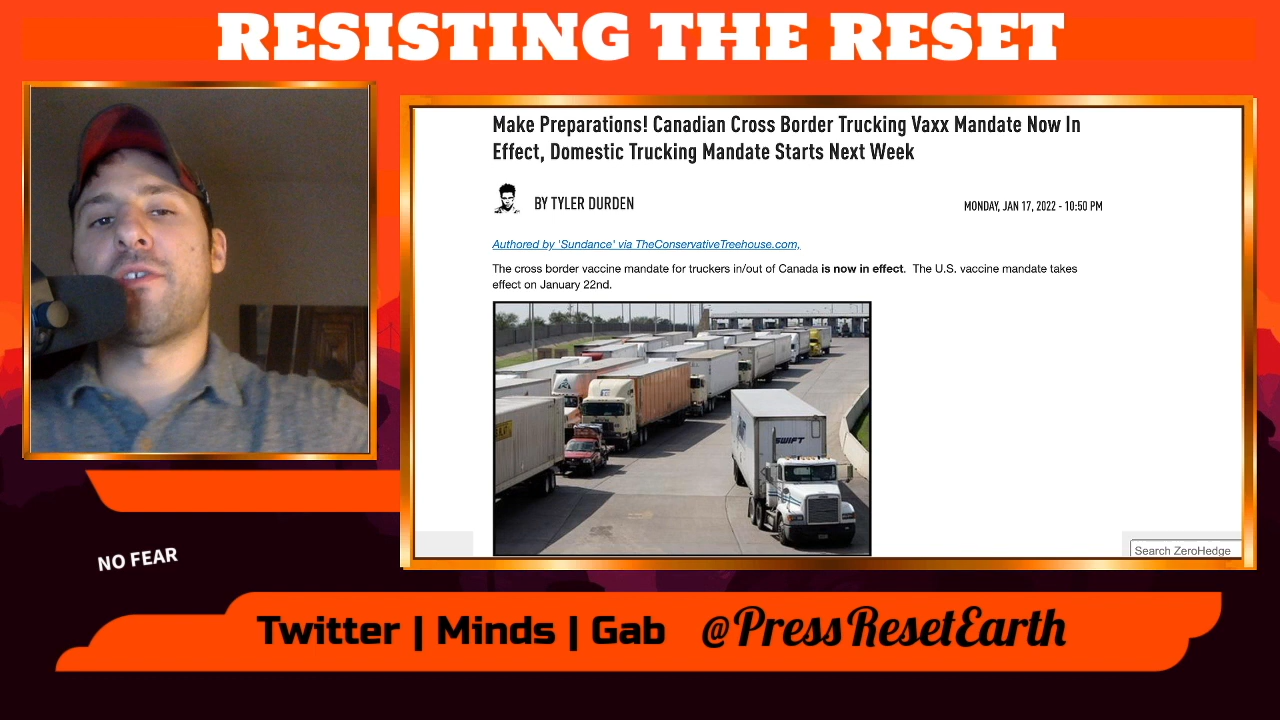 RESISTING THE RESET
Make Preparations! Canadian Cross Border Trucking Vaxx Mandate Now In
Effect, Domestic Trucking Mandate Starts Next Week
BY TYLER DURDEN
MONDAY, JAN 17, 2022 - 10:50 PM
Authored by 'Sundance' via TheConservativeTreehouse.com,
The cross border vaccine mandate for truckers in/out of Canada is now in effect. The U.S. vaccine mandate takes
effect on January 22nd.
SWIFT
Search ZeroHedge
NO FEAR
Twitter | Minds | Gab @PressResetEarth